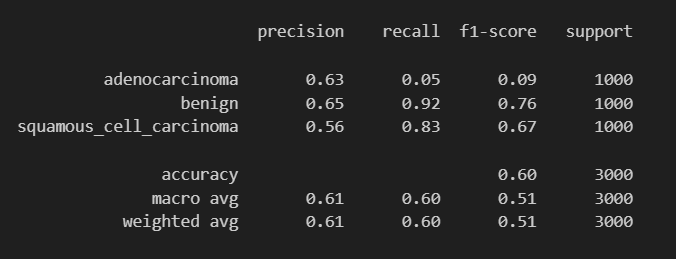 precision recall f1-score support
adenocarcinoma 0.63 0.05 0.09 1000
benign 0.65 0.92 0.76 1000
squamous_cell_carcinoma 0.56 0.83 0.67 1000
accuracy 0.60 3000
macro avg 0.61 0.60 0.51 3000
weighted avg 0.61 0.60 0.51 3000